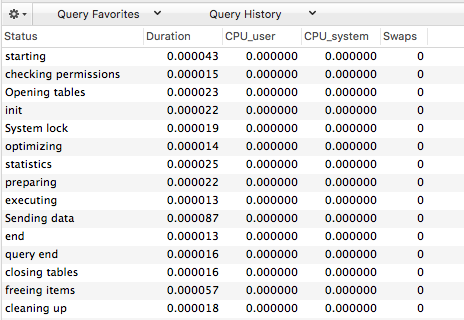 Query Favorites Query History
Status Duration CPU_user CPU_system Swaps
starting 0.000043 0.000000 0.000000 0
checking permissions 0.000015 0.000000 0.000000 0
Opening tables 0.000023 0.000000 0.000000 0
init 0.000022 0.000000 0.000000 0
System lock 0.000019 0.000000 0.000000 0
optimizing 0.000014 0.000000 0.000000 0
statistics 0.000025 0.000000 0.000000 0
preparing 0.000022 0.000000 0.000000 0
executing 0.000013 0.000000 0.000000 0
Sending data 0.000087 0.000000 0.000000 0
end 0.000013 0.000000 0.000000 0
query end 0.000016 0.000000 0.000000 0
closing tables 0.000016 0.000000 0.000000 0
freeing items 0.000057 0.000000 0.000000 0
cleaning up 0.000018 0.000000 0.000000 0